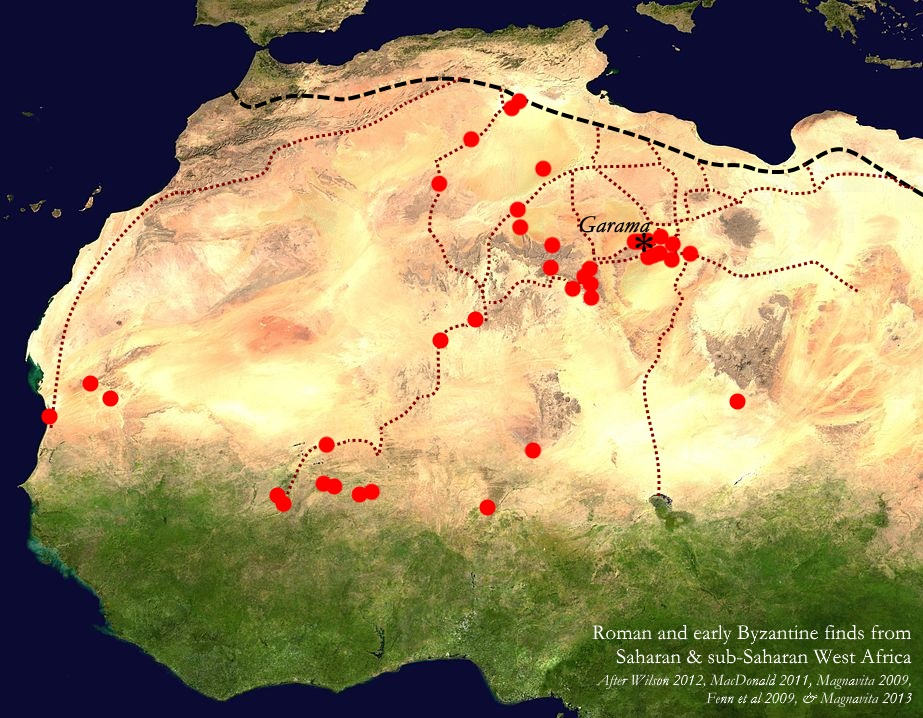 Garama
*
Roman and early Byzantine finds from
Saharan & sub-Saharan West Africa
After Wilson 2012, MacDonald 2011, Magnavita 2009,
Fenn et al 2009, & Magnavita 2013